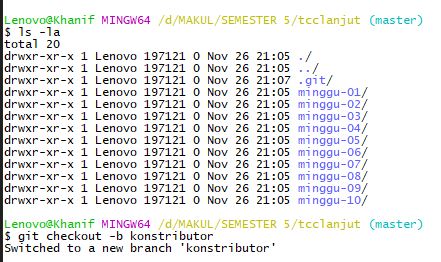 Lenovo@Khanif MINGW64 /d/MAKUL/SEMESTER 5/tcclanjut (master)
$ ls -la
total 20
drwxr-xr-x 1 Lenovo 197121 0 Nov 26 21:05 ./
drwxr-xr-x 1 Lenovo 197121 0 Nov 26 21:05 ../
drwxr-xr-x 1 Lenovo 197121 0 Nov 26 21:07 .git/
drwxr-xr-x 1 Lenovo 197121 0 Nov 26 21:05 minggu-01/
drwxr-xr-x 1 Lenovo 197121 0 Nov 26 21:05 minggu-02/
drwxr-xr-x 1 Lenovo 197121 0 Nov 26 21:05 minggu-03/
drwxr-xr-x 1 Lenovo 197121 0 Nov 26 21:05 minggu-04/
drwxr-xr-x 1 Lenovo 197121 0 Nov 26 21:05 minggu-05/
drwxr-xr-x 1 Lenovo 197121 0 Nov 26 21:05 minggu-06/
drwxr-xr-x 1 Lenovo 197121 0 Nov 26 21:05 minggu-07/
drwxr-xr-x 1 Lenovo 197121 0 Nov 26 21:05 minggu-08/
drwxr-xr-x 1 Lenovo 197121 0 Nov 26 21:05 minggu-09/
drwxr-xr-x 1 Lenovo 197121 0 Nov 26 21:05 minggu-10/
Lenovo@Khanif MINGW64 /d/MAKUL/SEMESTER 5/tcclanjut (master)
$ git checkout -b konstributor
Switched to a new branch 'konstributor'